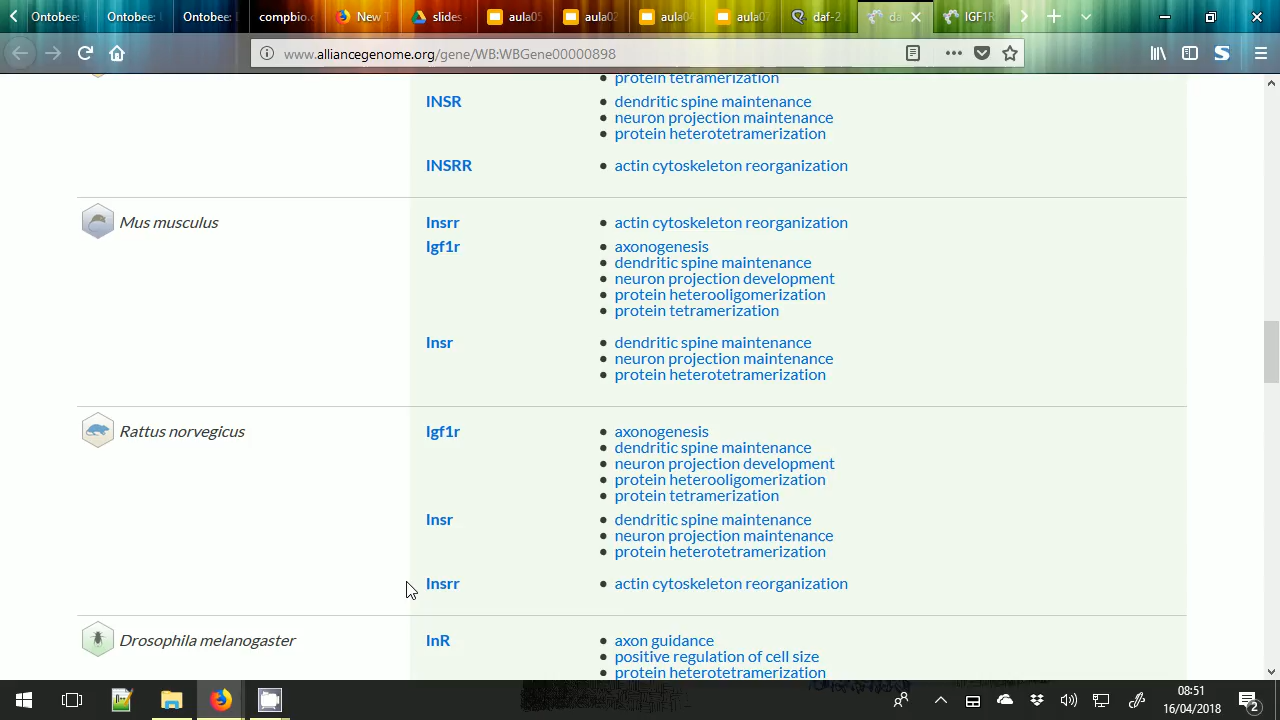 Ontobee:
Ontobee:
Ontobee:
compbio.
New T
slides
aula05
aula02
aula04
aula07
daf-2
da
IGF1R
www.alliancegenome.org/gene/WB:WBGene00000898
protein tetramerization
INSR
dendritic spine maintenance
neuron projection maintenance
protein heterotetramerization
INSRR
actin cytoskeleton reorganization
Mus musculus
Insrr
actin cytoskeleton reorganization
Igf1r
axonogenesis
dendritic spine maintenance
neuron projection development
protein heterooligomerization
protein tetramerization
Insr
dendritic spine maintenance
neuron projection maintenance
protein heterotetramerization
Rattus norvegicus
Igf1r
axonogenesis
dendritic spine maintenance
neuron projection development
protein heterooligomerization
protein tetramerization
Insr
dendritic spine maintenance
neuron projection maintenance
protein heterotetramerization
Insrr
actin cytoskeleton reorganization
Drosophila melanogaster
InR
axon guidance
positive regulation of cell size
protein heterotetramerization
08:51
16/04/2018
2